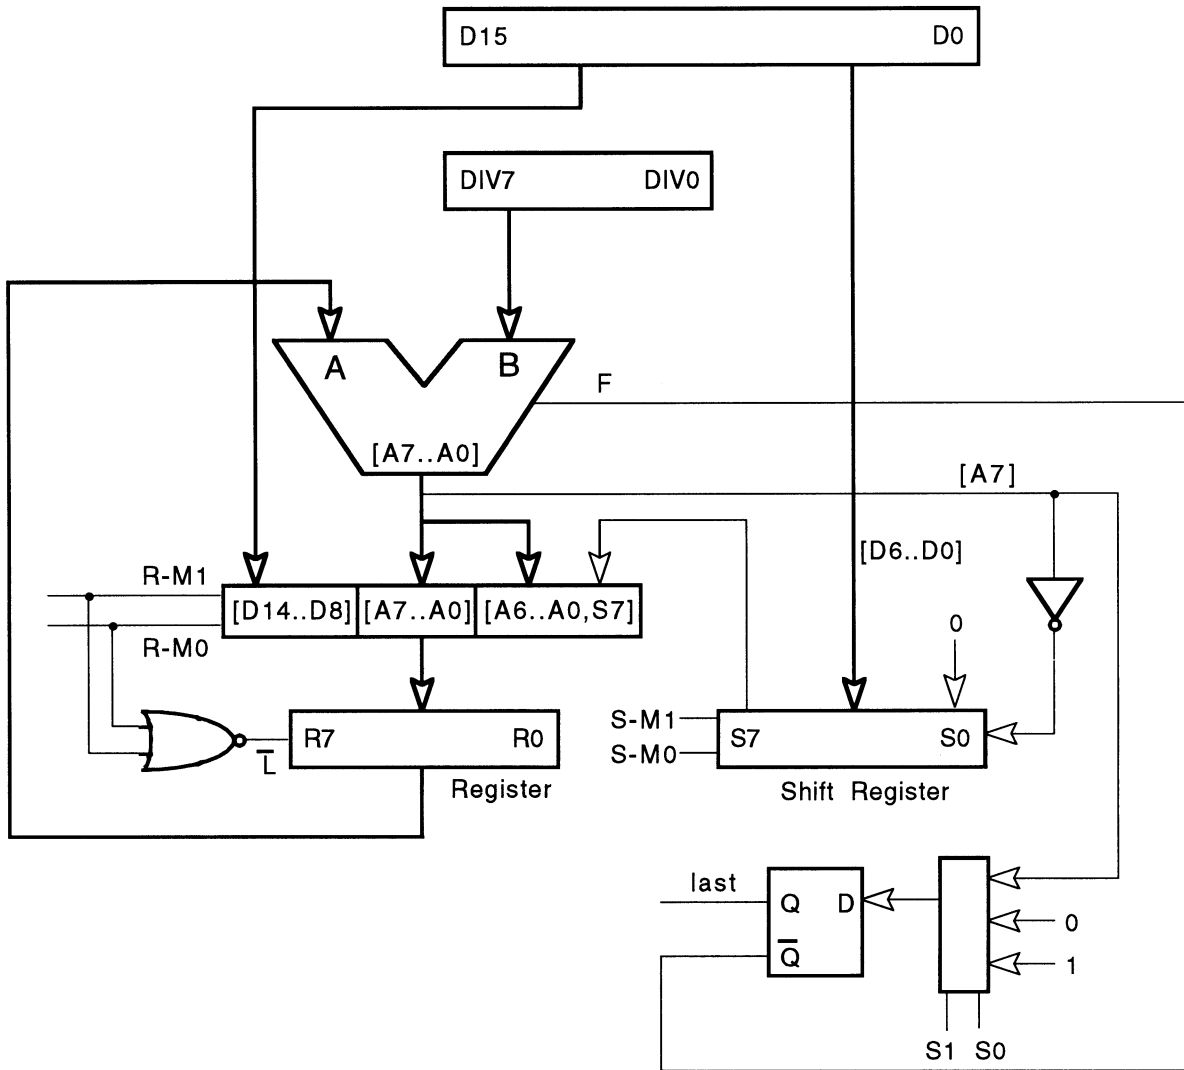 D15 D0
DIV7 DIV0
A B
F
[A7..A0]
[A7]
[D6..D0]
R-M1
[D14..D8] [A7..A0] [A6..A0,S7]
R-M0
0
S-M1
R7 R0
S7 S0
S-M0
L
Register
Shift Register
last
Q D
0
Q
1
S1 S0